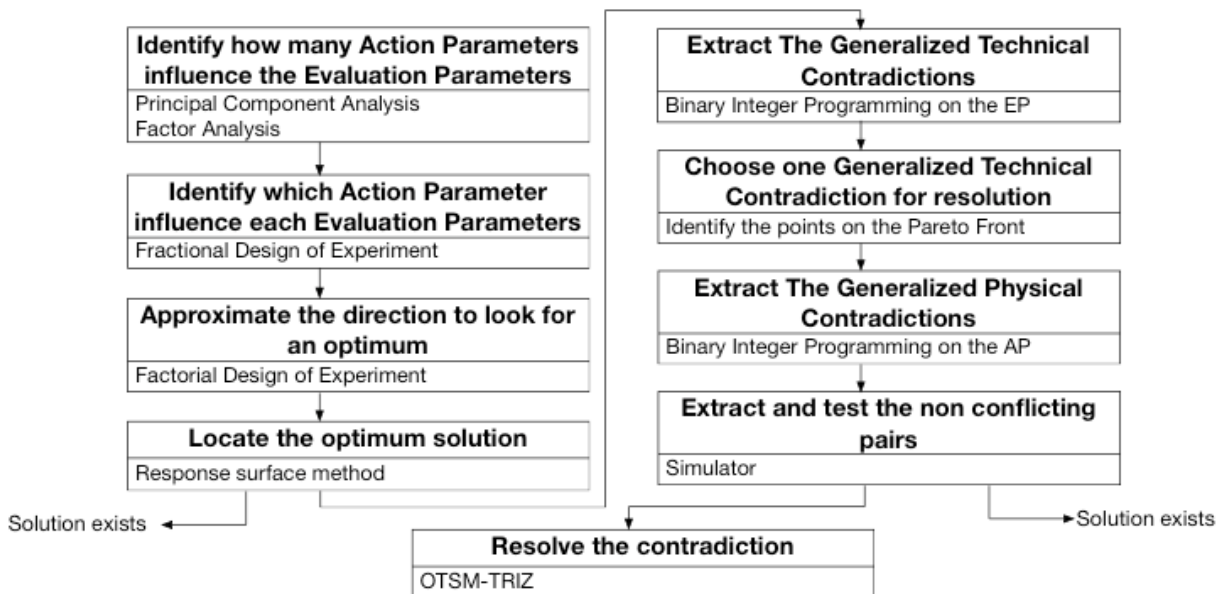 Identify how many Action Parameters
influence the Evaluation Parameters
Principal Component Analysis
Factor Analysis
Identify which Action Parameter
influence each Evaluation Parameters
Fractional Design of Experiment
Approximate the direction to look for
an optimum
Factorial Design of Experiment
Locate the optimum solution
Response surface method
Solution exists
Extract The Generalized Technical
Contradictions
Binary Integer Programming on the EP
Choose one Generalized Technical
Contradiction for resolution
Identify the points on the Pareto Front
Extract The Generalized Physical
Contradictions
Binary Integer Programming on the AP
Extract and test the non conflicting
pairs
Simulator
Solution exists
Resolve the contradiction
OTSM-TRIZ